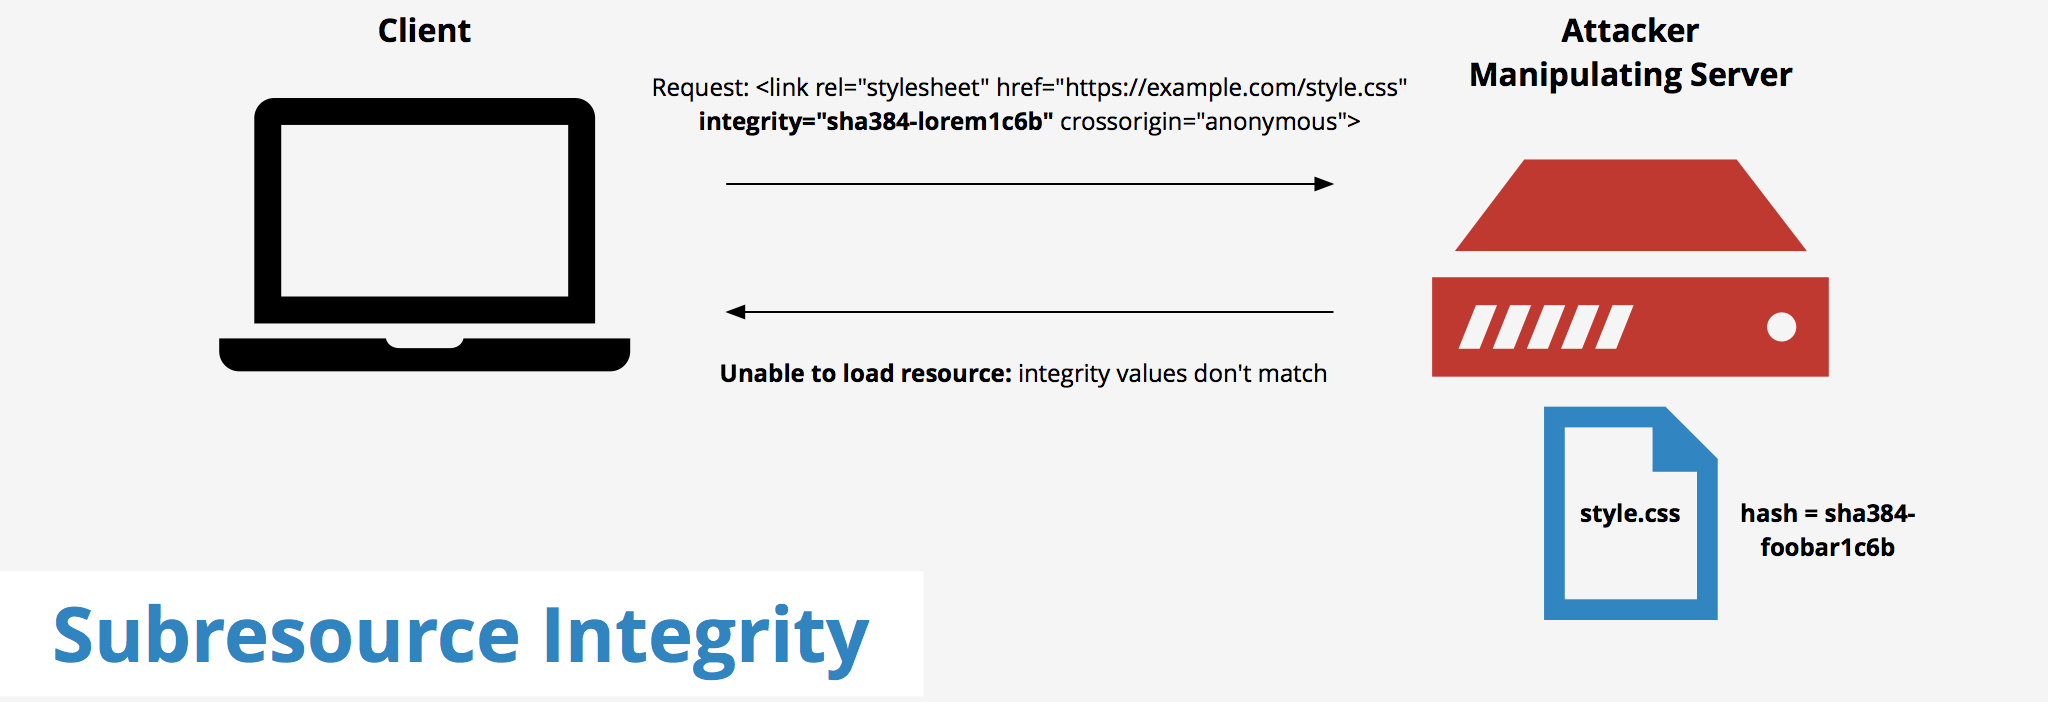 Client
Attacker
Manipulating Server
Request: <link rel="stylesheet" href="https://example.com/style.css"
integrity="sha384-lorem1c6b" crossorigin="anonymous">
Unable to load resource: integrity values don't match
style.css
hash = sha384-
foobar1c6b
Subresource Integrity